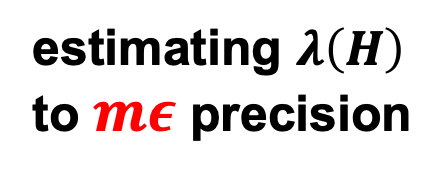 estimating 𝝀(𝑯)
to 𝒎𝝐 precision